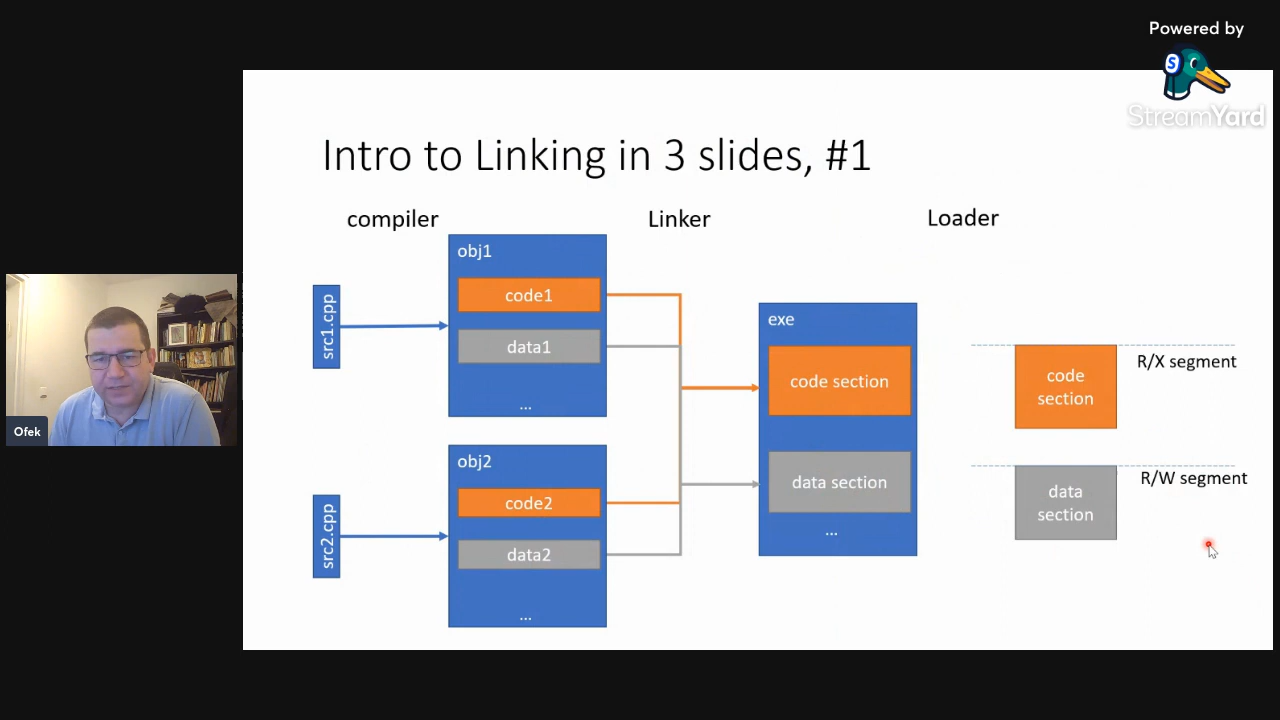 Powered by
StreamYard
Intro to Linking in 3 slides, #1
compiler
Linker
Loader
src1.cpp
obj1
code1
data1
...
src2.cpp
obj2
code2
data2
...
exe
code section
data section
...
code
section
R/X segment
data
section
R/W segment
Ofek
S